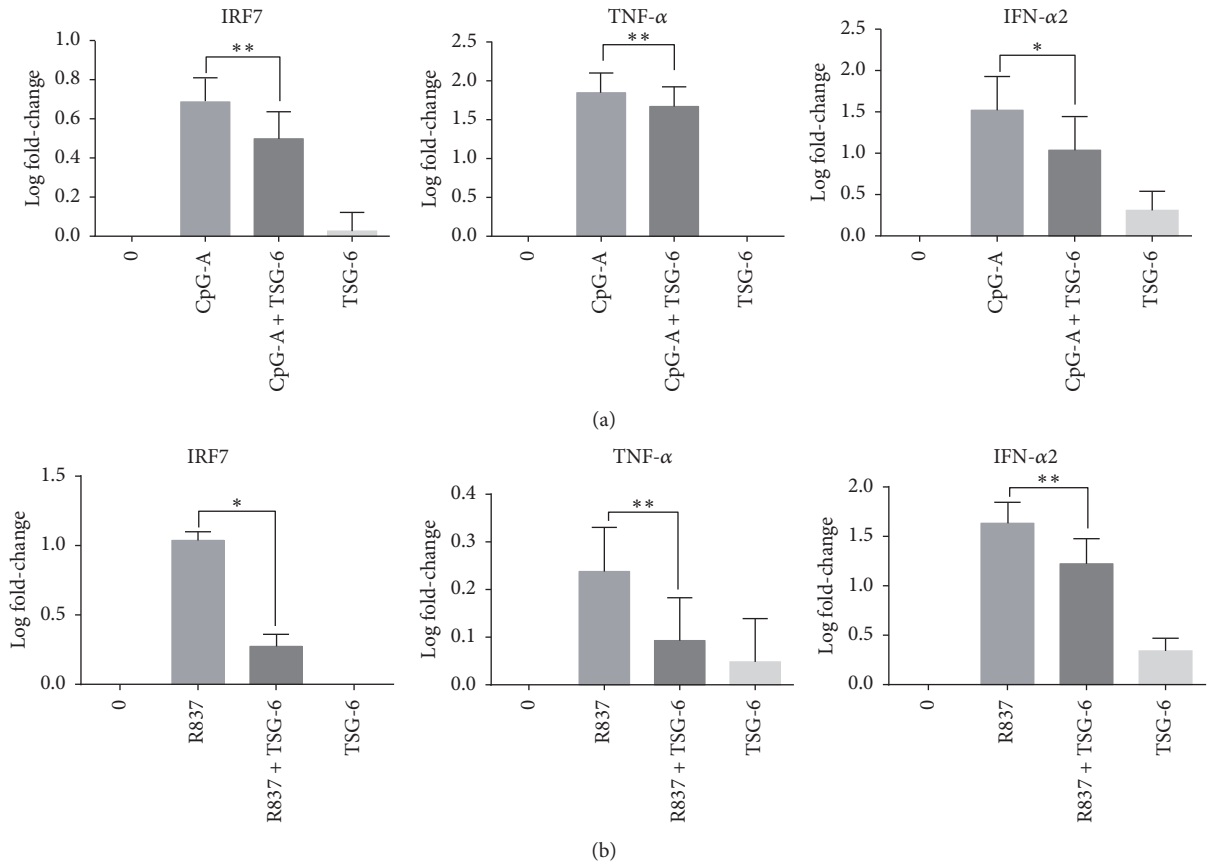 IRF7
Log fold-change
1.0
0.8
0.6
0.4
0.2
0.0
**
0
CpG-A
CpG-A + TSG-6
TSG-6
TNF-α
Log fold-change
2.5
2.0
1.5
1.0
0.5
0.0
**
0
CpG-A
CpG-A + TSG-6
TSG-6
IFN-α2
Log fold-change
2.5
2.0
1.5
1.0
0.5
0.0
*
0
CpG-A
CpG-A + TSG-6
TSG-6
(a)
IRF7
Log fold-change
1.5
1.0
0.5
0.0
*
0
R837
R837 + TSG-6
TSG-6
TNF-α
Log fold-change
0.4
0.3
0.2
0.1
0.0
**
0
R837
R837 + TSG-6
TSG-6
IFN-α2
Log fold-change
2.0
1.5
1.0
0.5
0.0
**
0
R837
R837 + TSG-6
TSG-6
(b)